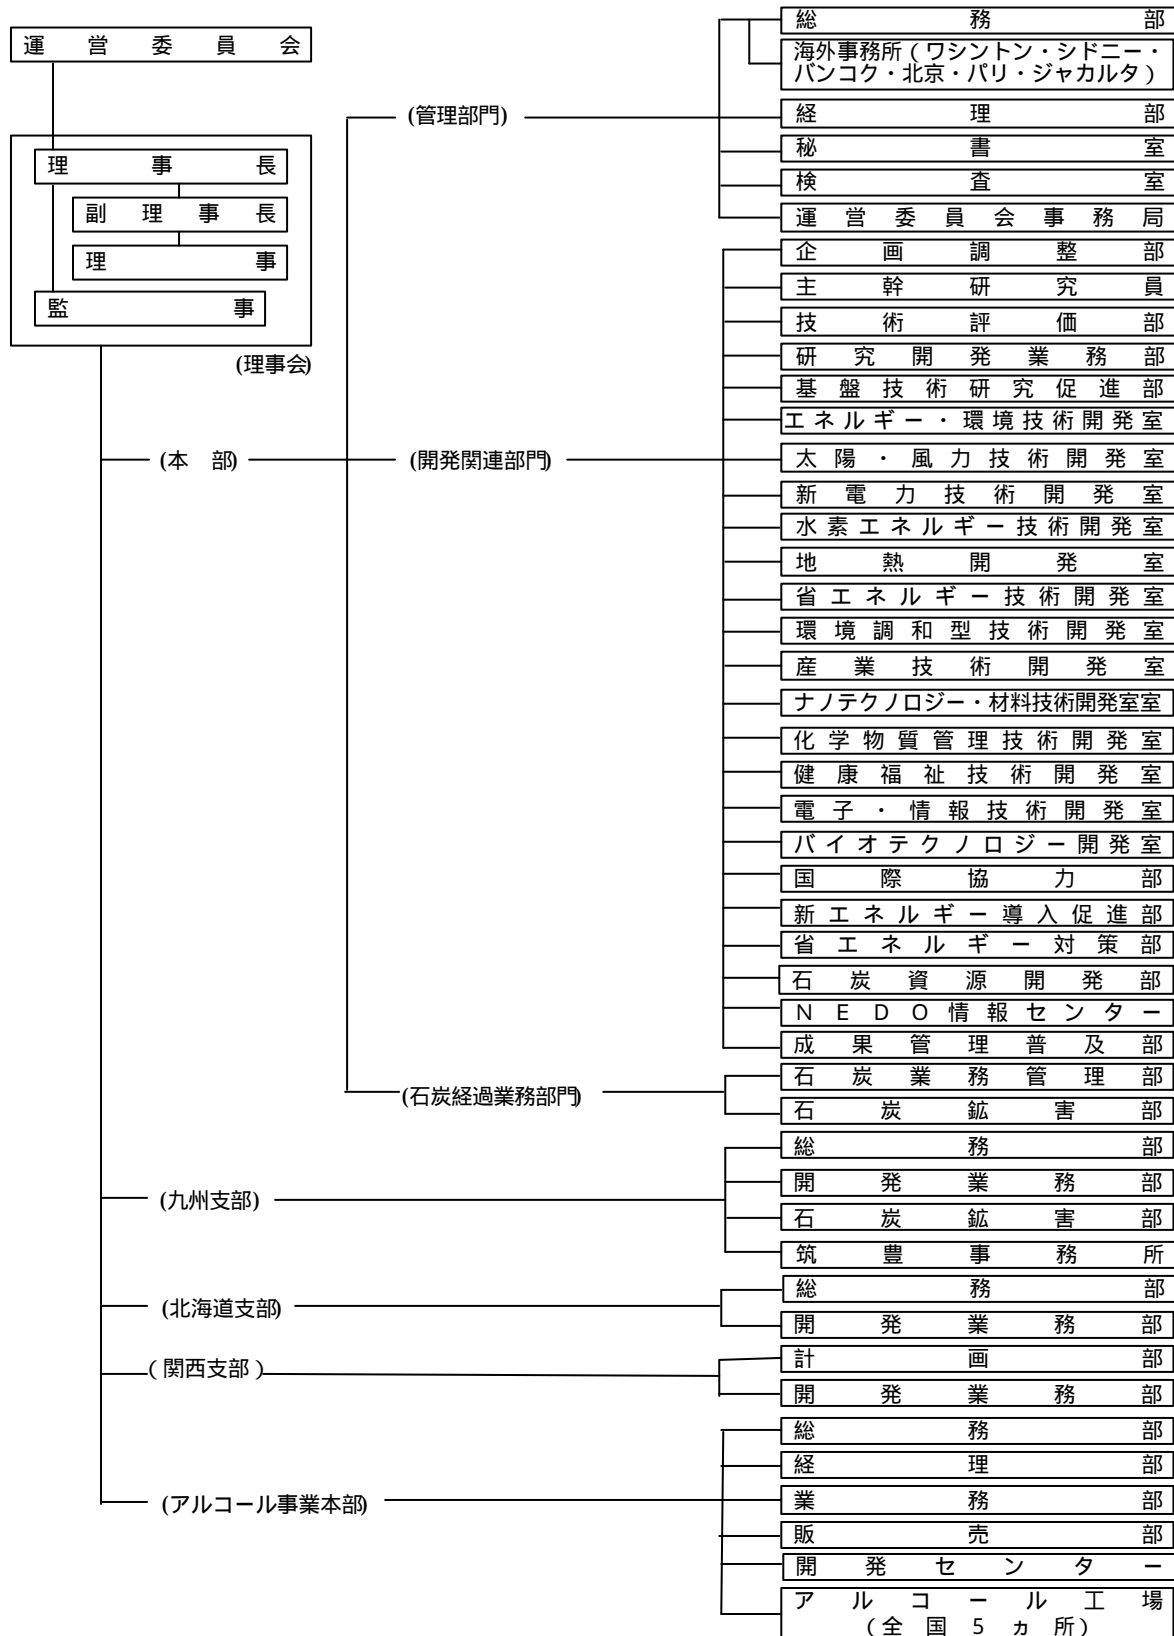 運営委員会
理事長
副理事長
理事
監事
(理事会)
(本　部)
(管理部門)
総務部
海外事務所（ワシントン・シドニー・
バンコク・北京・パリ・ジャカルタ）
経理部
秘書室
検査室
運営委員会事務局
(開発関連部門)
企画調整部
主幹研究員
技術評価部
研究開発業務部
基盤技術研究促進部
エネルギー・環境技術開発室
太陽・風力技術開発室
新電力技術開発室
水素エネルギー技術開発室
地熱開発室
省エネルギー技術開発室
環境調和型技術開発室
産業技術開発室
ナノテクノロジー・材料技術開発室室
化学物質管理技術開発室
健康福祉技術開発室
電子・情報技術開発室
バイオテクノロジー開発室
国際協力部
新エネルギー導入促進部
省エネルギー対策部
石炭資源開発部
ＮＥＤＯ情報センター
成果管理普及部
(石炭経過業務部門)
石炭業務管理部
石炭鉱害部
(九州支部)
総務部
開発業務部
石炭鉱害部
筑豊事務所
(北海道支部)
総務部
開発業務部
（関西支部）
計画部
開発業務部
(アルコール事業本部)
総務部
経理部
業務部
販売部
開発センター
アルコール工場
（全国５ヵ所）